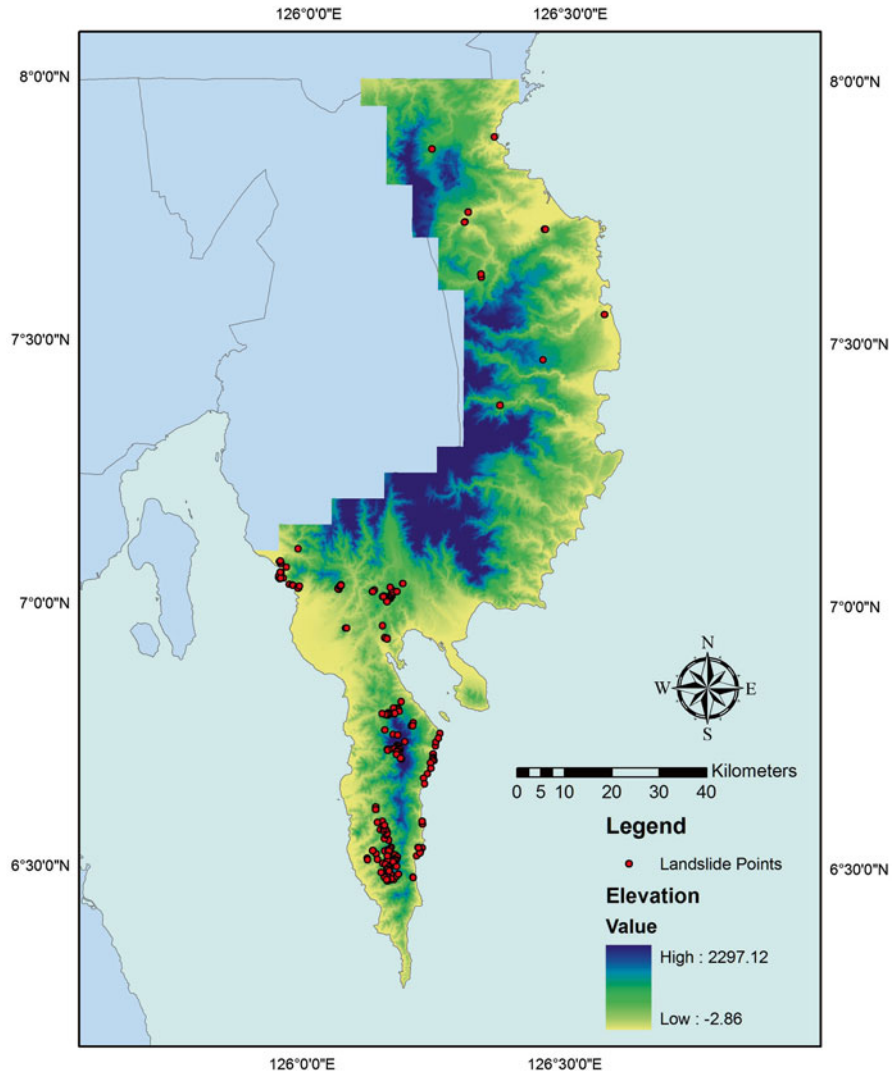 126°0'0"E 126°30'0"E
8°0'0"N 8°0'0"N
7°30'0"N 7°30'0"N
7°0'0"N 7°0'0"N
N
W E
S
Kilometers
0 5 10 20 30 40
Legend
Landslide Points
Elevation
Value
High : 2297.12
Low : -2.86
6°30'0"N 6°30'0"N
126°0'0"E 126°30'0"E